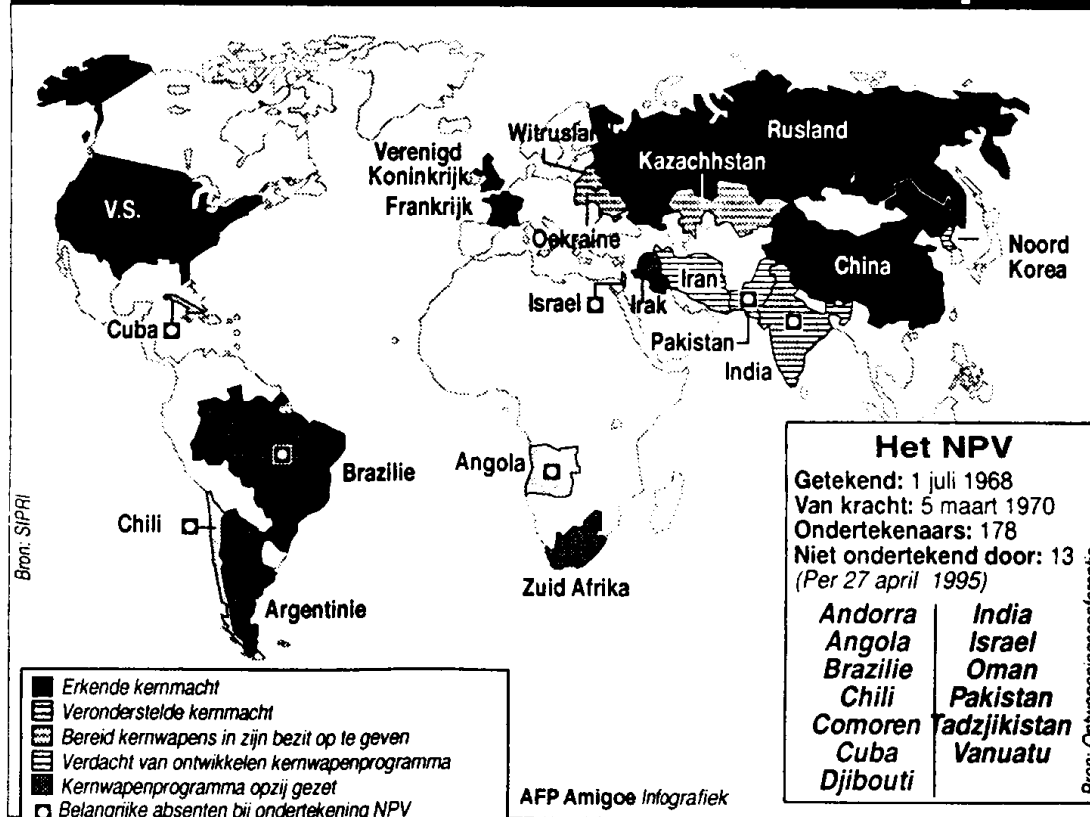 Rusland
Witrusland
Verenigd
Koninkrijk
Kazachhstan
V.S.
Frankrijk
Oekraine
Noord
Korea
China
Iran
Israel
Irak
Cuba
Pakistan
India
Brazilie
Angola
Chili
Zuid Afrika
Argentinie
Bron: SIPRI
Het NPV
Getekend: 1 juli 1968
Van kracht: 5 maart 1970
Ondertekenaars: 178
Niet ondertekend door: 13
(Per 27 april 1995)
Andorra
Angola
Brazilie
Chili
Comoren
Cuba
Djibouti
India
Israel
Oman
Pakistan
Tadzjikistan
Vanuatu
Erkende kernmacht
Veronderstelde kernmacht
Bereid kernwapens in zijn bezit op te geven
Verdacht van ontwikkelen kernwapenprogramma
Kernwapenprogramma opzij gezet
Belangrijke absenten bij ondertekening NPV
AFP Amigoe Infografiek